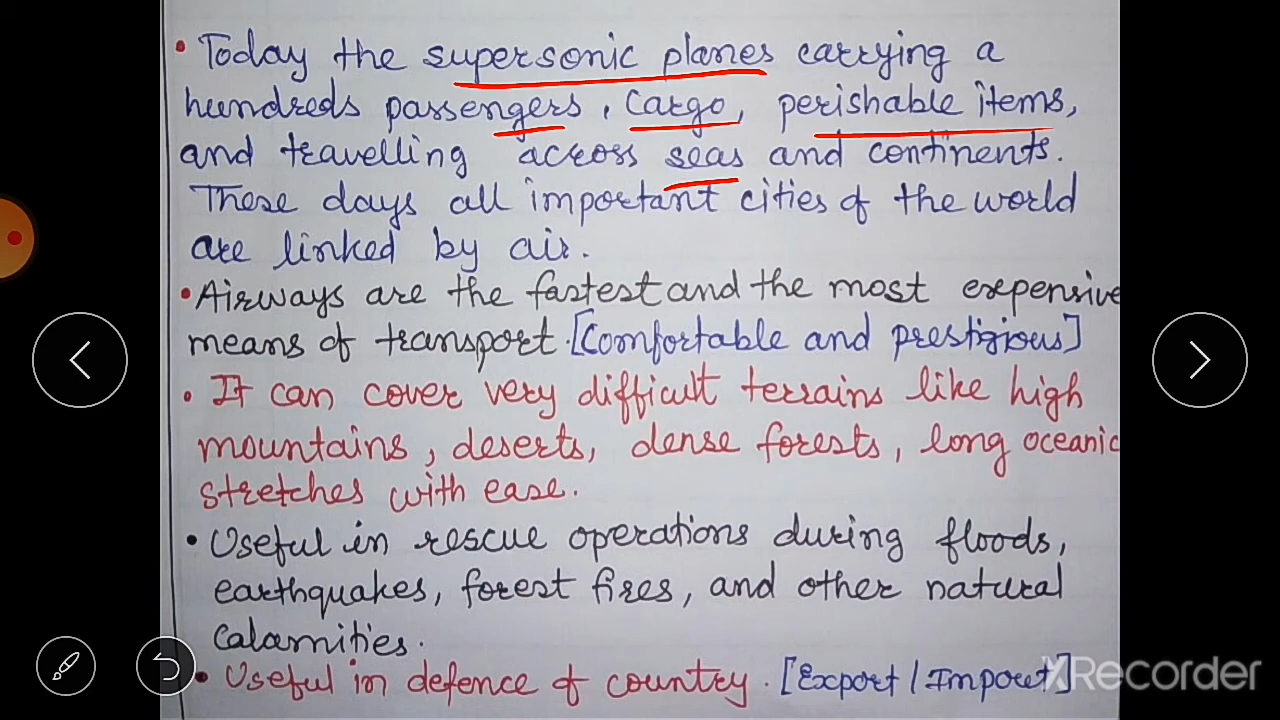 • Today the supersonic planes carrying a
hundreds passengers, Cargo, perishable items,
and travelling across seas and continents.
These days all important cities of the world
are linked by air.
• Airways are the fastest and the most expensive
means of transport. [Comfortable and prestigious]
• It can cover very difficult terrains like high
mountains, deserts, dense forests, long oceanic
stretches with ease.
• Useful in rescue operations during floods,
earthquakes, forest fires, and other natural
calamities.
• Useful in defence of country. [Export / Import]
XRecorder